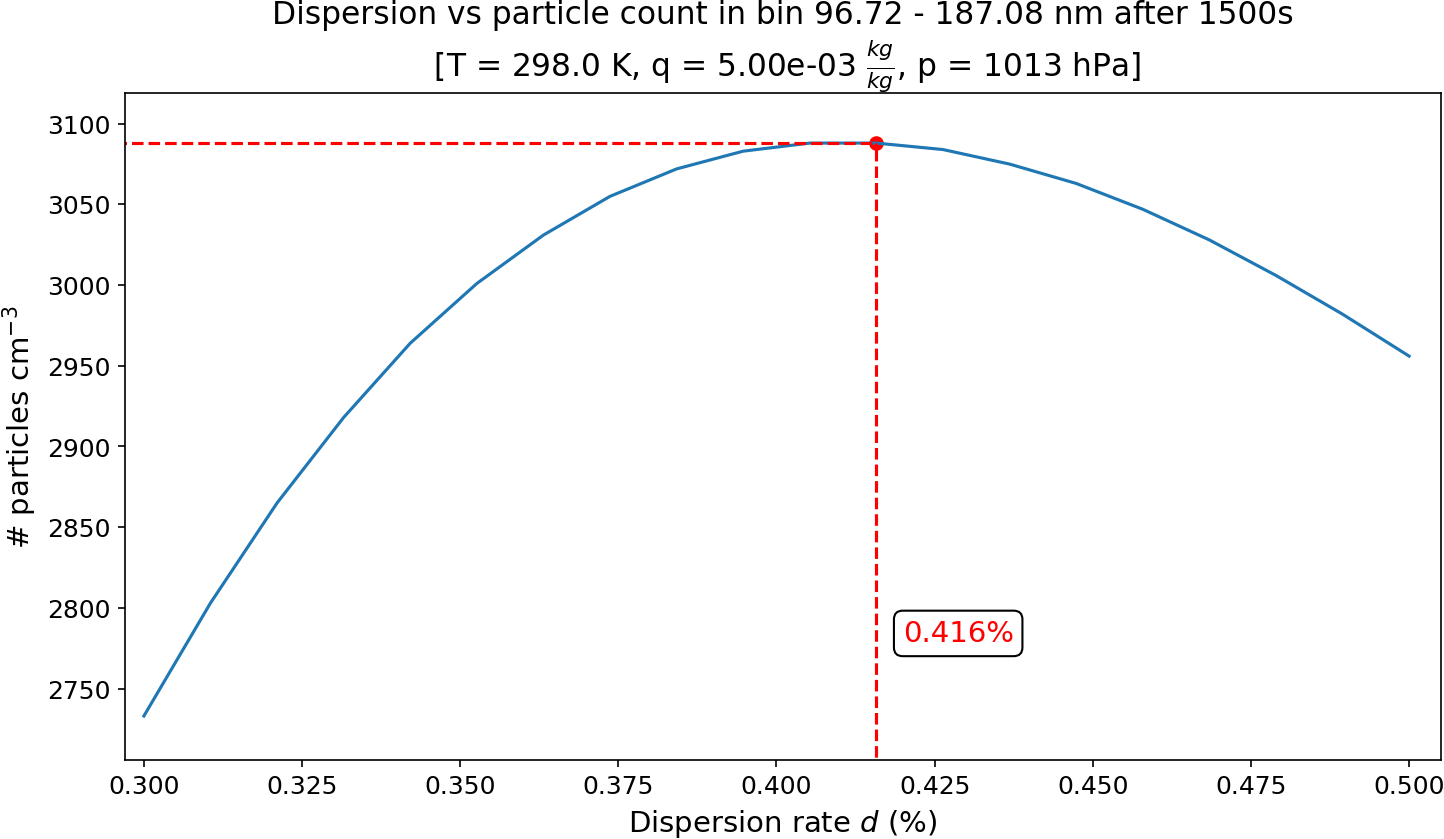 Dispersion vs particle count in bin 96.72 - 187.08 nm after 1500s
[T = 298.0 K, q = 5.00e-03 kg/kg, p = 1013 hPa]
# particles cm⁻³
3100
3050
3000
2950
2900
2850
2800
2750
0.416%
0.300 0.325 0.350 0.375 0.400 0.425 0.450 0.475 0.500
Dispersion rate d (%)